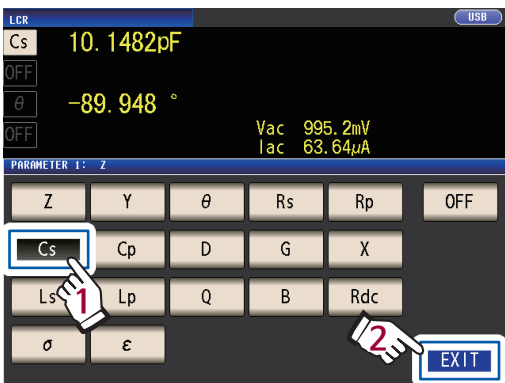 LCR USB
Cs 10.1482pF
OFF
θ -89.948 °
OFF
Vac 995.2mV
Iac 63.64μA
PARAMETER 1: Z
Z Y θ Rs Rp OFF
Cs Cp D G X
Ls Lp Q B Rdc
1 2
σ ε EXIT